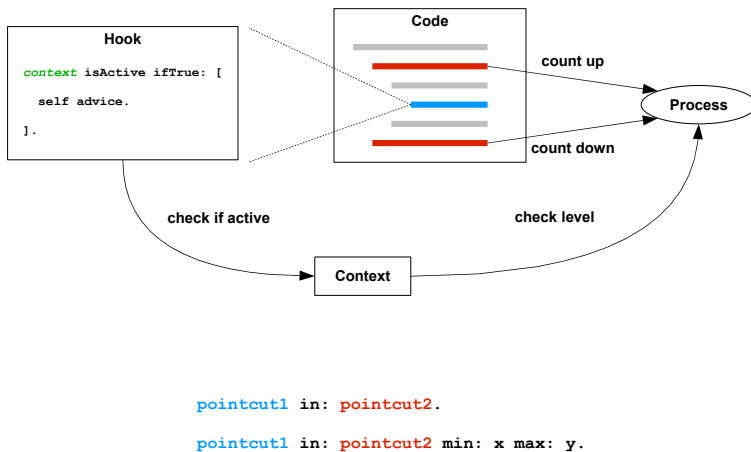 Hook
context isActive ifTrue: [
self advice.
].
Code
count up
Process
count down
check if active
check level
Context
pointcut1 in: pointcut2.
pointcut1 in: pointcut2 min: x max: y.